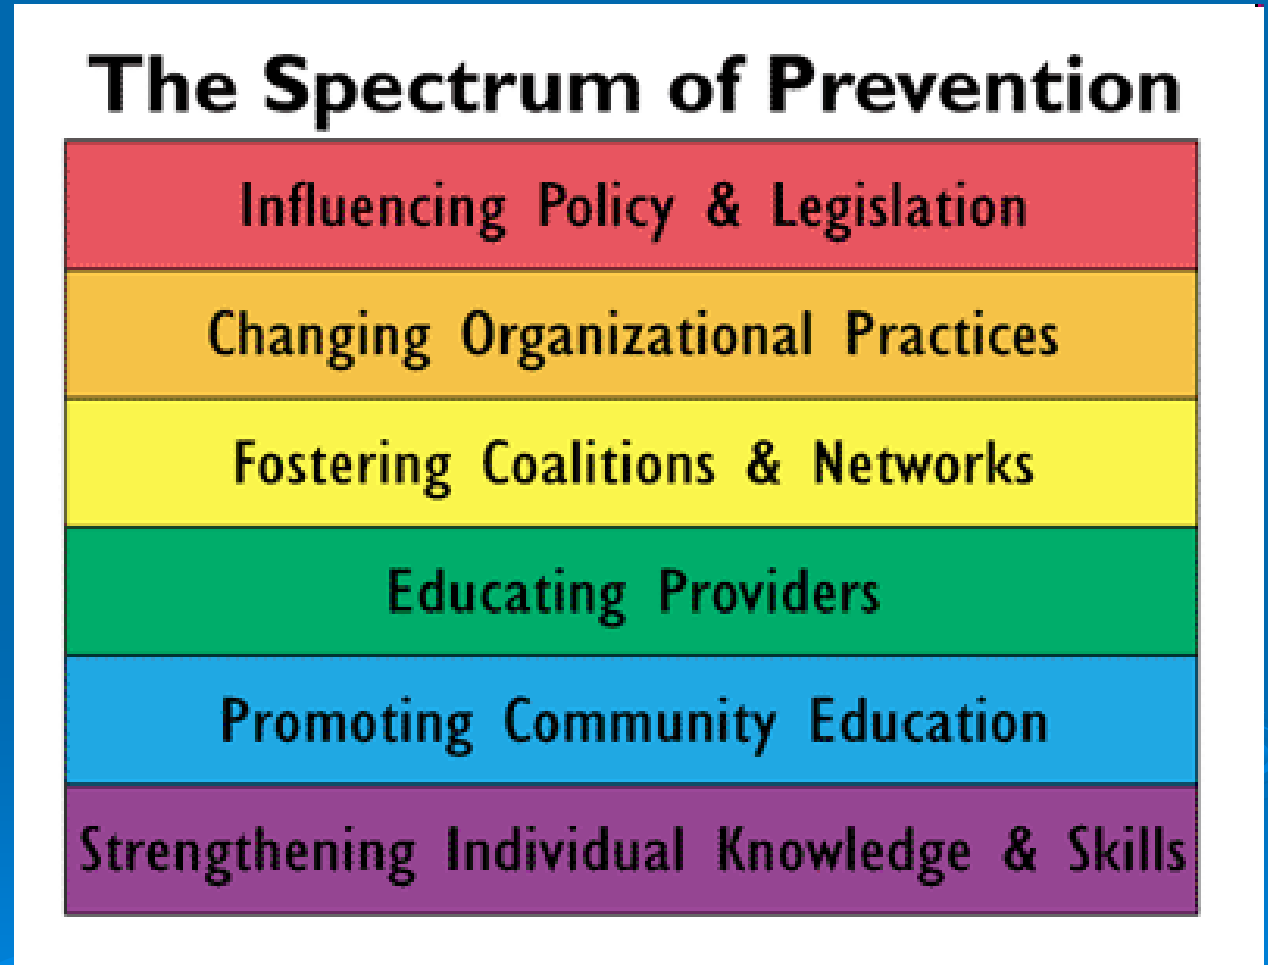 The Spectrum of Prevention
Influencing Policy & Legislation
Changing Organizational Practices
Fostering Coalitions & Networks
Educating Providers
Promoting Community Education
Strengthening Individual Knowledge & Skills